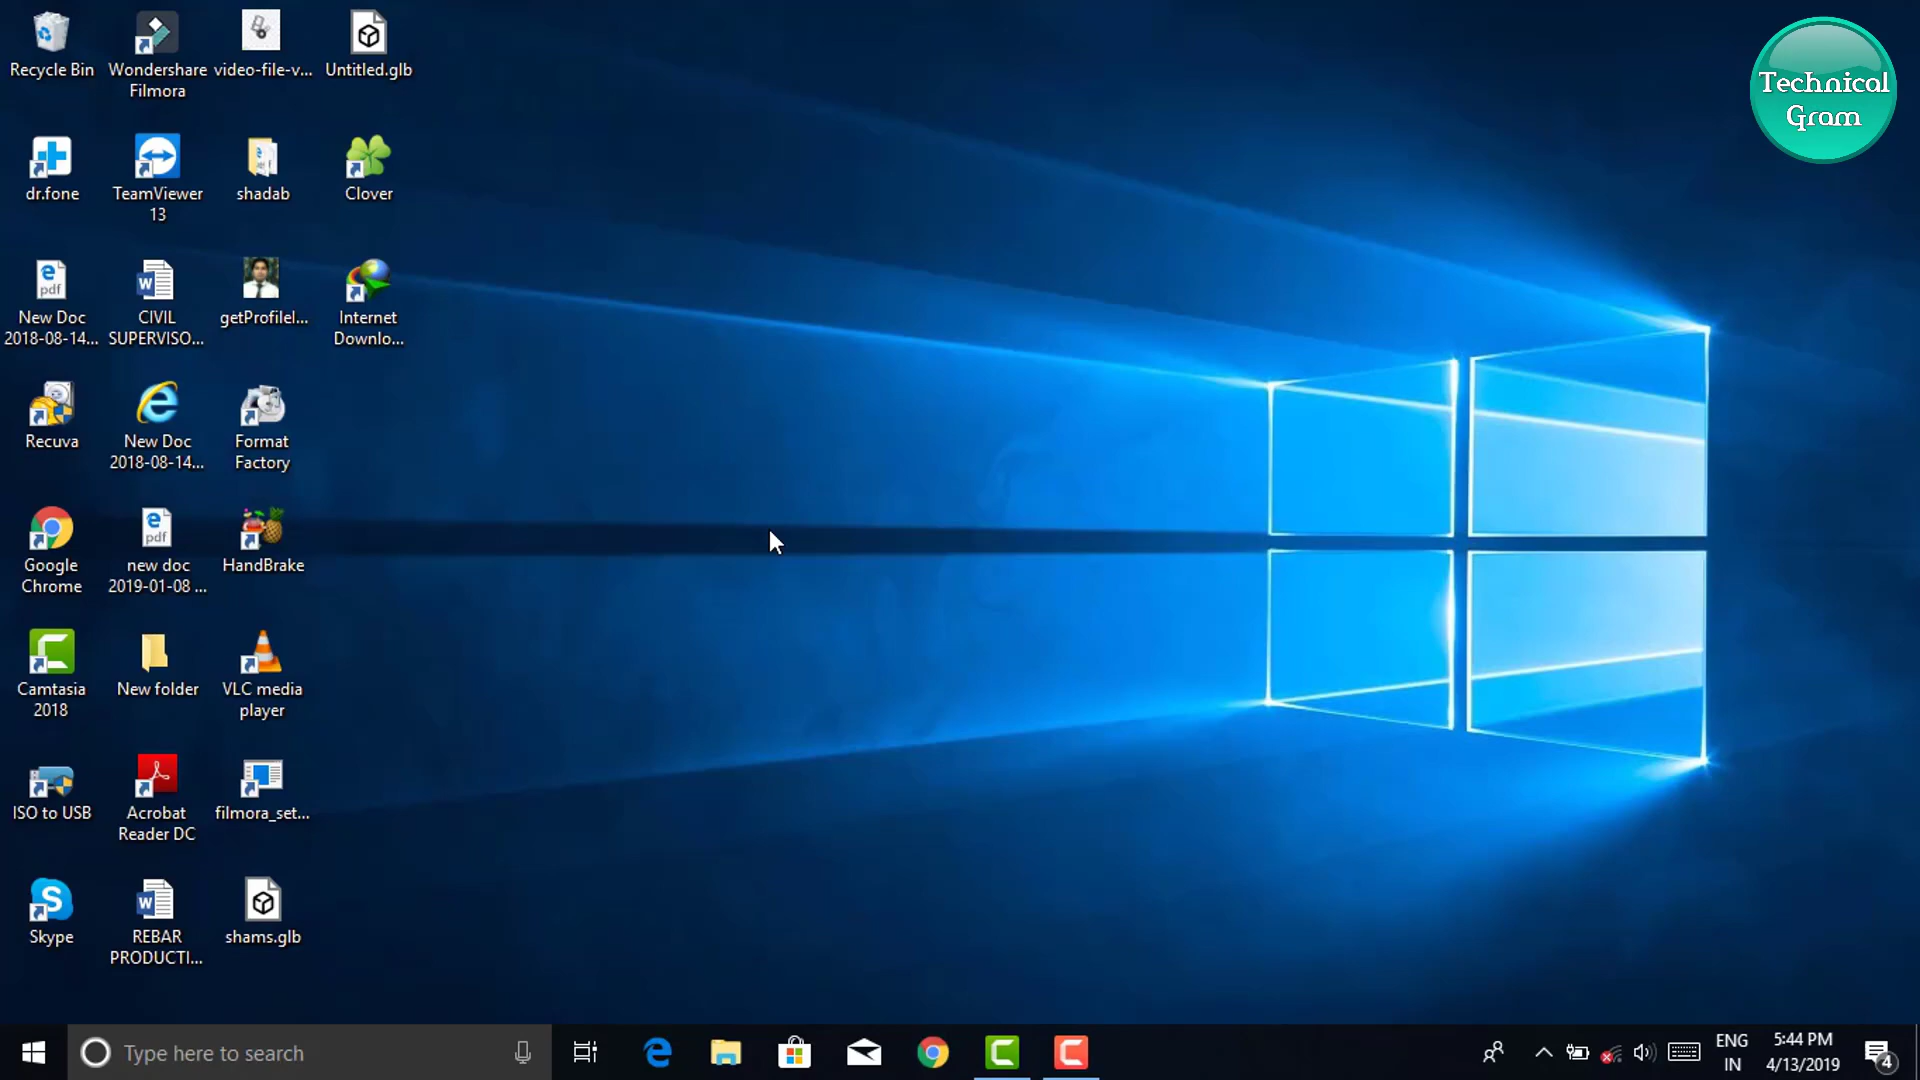 Recycle Bin
Wondershare
Filmora
video-file-v...
Untitled.glb
Technical
Gram
dr.fone
TeamViewer
13
shadab
Clover
pdf
New Doc
2018-08-14...
CIVIL
SUPERVISO...
getProfileI...
Internet
Downlo...
Recuva
New Doc
2018-08-14...
Format
Factory
Google
Chrome
pdf
new doc
2019-01-08 ...
HandBrake
Camtasia
2018
New folder
VLC media
player
ISO to USB
Acrobat
Reader DC
filmora_set...
Skype
REBAR
PRODUCTI...
shams.glb
Type here to search
ENG
IN
5:44 PM
4/13/2019
4